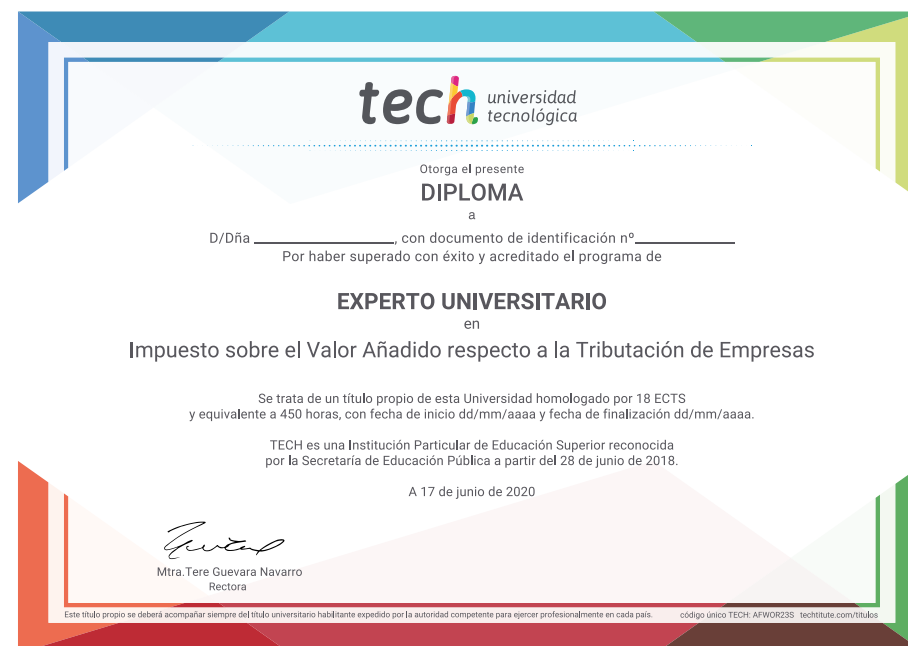 tech universidad
tecnológica
Otorga el presente
DIPLOMA
a
D/Dña ____________________, con documento de identificación nº______________
Por haber superado con éxito y acreditado el programa de
EXPERTO UNIVERSITARIO
en
Impuesto sobre el Valor Añadido respecto a la Tributación de Empresas
Se trata de un título propio de esta Universidad homologado por 18 ECTS
y equivalente a 450 horas, con fecha de inicio dd/mm/aaaa y fecha de finalización dd/mm/aaaa.
TECH es una Institución Particular de Educación Superior reconocida
por la Secretaría de Educación Pública a partir del 28 de junio de 2018.
A 17 de junio de 2020
Mtra.Tere Guevara Navarro
Rectora
Este título propio se deberá acompañar siempre del título universitario habilitante expedido por la autoridad competente para ejercer profesionalmente en cada país. código único TECH: AFWOR23S techtitute.com/titulos